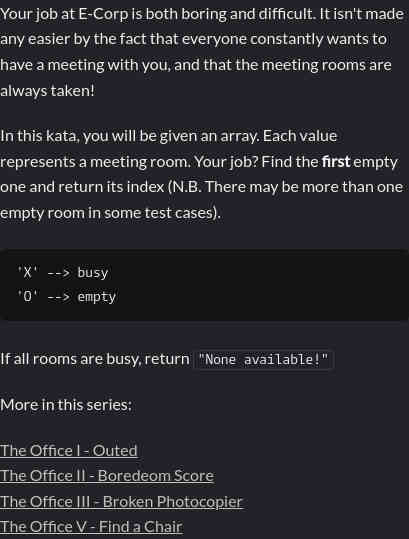 Your job at E-Corp is both boring and difficult. It isn't made
any easier by the fact that everyone constantly wants to
have a meeting with you, and that the meeting rooms are
always taken!
In this kata, you will be given an array. Each value
represents a meeting room. Your job? Find the first empty
one and return its index (N.B. There may be more than one
empty room in some test cases).
'X' --> busy
'O' --> empty
If all rooms are busy, return "None available!"
More in this series:
The Office I - Outed
The Office II - Boredeom Score
The Office III - Broken Photocopier
The Office V - Find a Chair